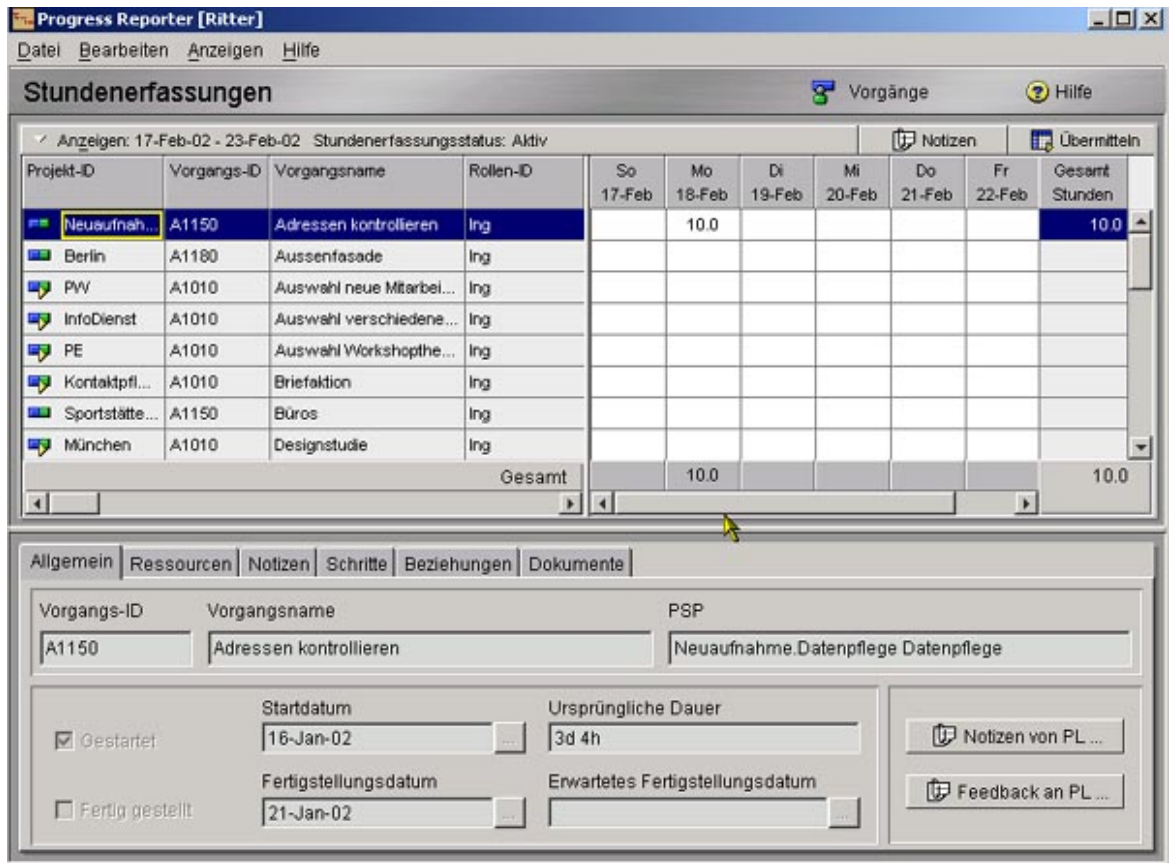 Progress Reporter [Ritter]
Datei Bearbeiten Anzeigen Hilfe
Stundenerfassungen Vorgänge Hilfe
Anzeigen: 17-Feb-02 - 23-Feb-02 Stundenerfassungsstatus: Aktiv Notizen Übermitteln
Projekt-ID Vorgangs-ID Vorgangsname Rollen-ID So Mo Di Mi Do Fr Gesamt
17-Feb 18-Feb 19-Feb 20-Feb 21-Feb 22-Feb Stunden
Neuaufnah... A1150 Adressen kontrollieren Ing 10.0 10.0
Berlin A1180 Aussenfasade Ing
PVV A1010 Auswahl neue Mitarbei... Ing
InfoDienst A1010 Auswahl verschiedene... Ing
PE A1010 Auswahl Workshopthe... Ing
Kontaktpfl... A1010 Briefaktion Ing
Sportstätte... A1150 Büros Ing
München A1010 Designstudie Ing
Gesamt 10.0 10.0
Allgemein Ressourcen Notizen Schritte Beziehungen Dokumente
Vorgangs-ID Vorgangsname PSP
A1150 Adressen kontrollieren Neuaufnahme.Datenpflege Datenpflege
Startdatum Ursprüngliche Dauer
Gestartet 16-Jan-02 ... 3d 4h Notizen von PL ...
Fertigstellungsdatum Erwartetes Fertigstellungsdatum
Fertig gestellt 21-Jan-02 ... ... Feedback an PL ...